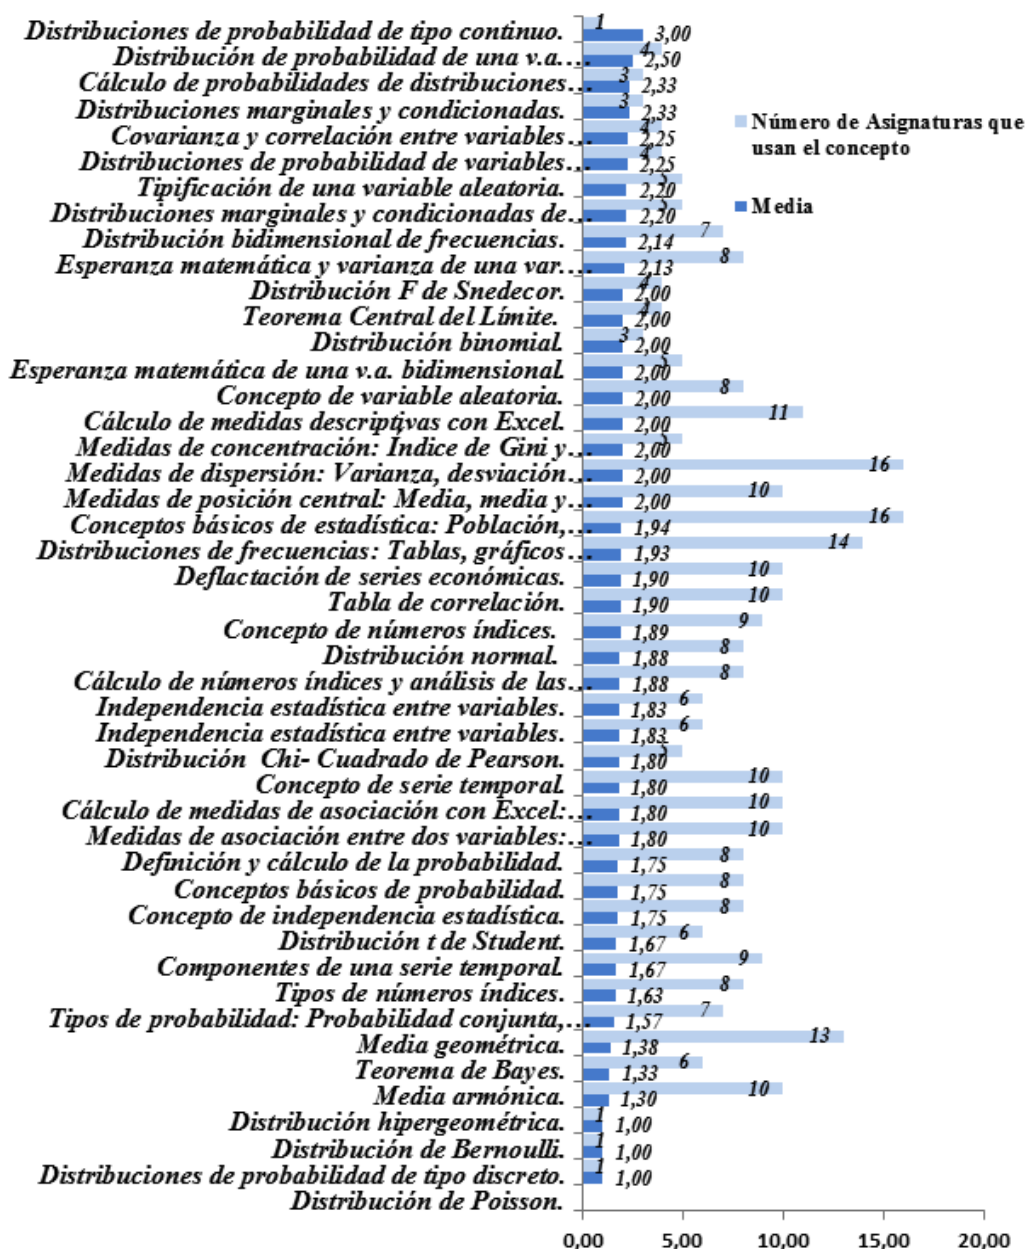 1
Distribuciones de probabilidad de tipo continuo. 3,00
4
Distribución de probabilidad de una v.a. … 2,50
3
Cálculo de probabilidades de distribuciones … 2,33
3
Distribuciones marginales y condicionadas. 2,33
4
Covarianza y correlación entre variables … 2,25
4
Distribuciones de probabilidad de variables … 2,25
5
Tipificación de una variable aleatoria. 2,20
5
Distribuciones marginales y condicionadas de… 2,20
7
Distribución bidimensional de frecuencias. 2,14
8
Esperanza matemática y varianza de una var. … 2,13
4
Distribución F de Snedecor. 2,00
4
Teorema Central del Límite. 2,00
3
Distribución binomial. 2,00
5
Esperanza matemática de una v.a. bidimensional. 2,00
8
Concepto de variable aleatoria. 2,00
11
Cálculo de medidas descriptivas con Excel. 2,00
5
Medidas de concentración: Índice de Gini y… 2,00
16
Medidas de dispersión: Varianza, desviación… 2,00
10
Medidas de posición central: Media, media y… 2,00
16
Conceptos básicos de estadística: Población, … 1,94
14
Distribuciones de frecuencias: Tablas, gráficos … 1,93
10
Deflactación de series económicas. 1,90
10
Tabla de correlación. 1,90
9
Concepto de números índices. 1,89
8
Distribución normal. 1,88
8
Cálculo de números índices y análisis de las… 1,88
6
Independencia estadística entre variables. 1,83
6
Independencia estadística entre variables. 1,83
5
Distribución Chi- Cuadrado de Pearson. 1,80
10
Concepto de serie temporal. 1,80
10
Cálculo de medidas de asociación con Excel:… 1,80
10
Medidas de asociación entre dos variables:… 1,80
8
Definición y cálculo de la probabilidad. 1,75
8
Conceptos básicos de probabilidad. 1,75
8
Concepto de independencia estadística. 1,75
6
Distribución t de Student. 1,67
9
Componentes de una serie temporal. 1,67
8
Tipos de números índices. 1,63
7
Tipos de probabilidad: Probabilidad conjunta, … 1,57
13
Media geométrica. 1,38
6
Teorema de Bayes. 1,33
10
Media armónica. 1,30
1
Distribución hipergeométrica. 1,00
1
Distribución de Bernoulli. 1,00
1
Distribuciones de probabilidad de tipo discreto. 1,00
Distribución de Poisson.
0,00 5,00 10,00 15,00 20,00
Número de Asignaturas que
usan el concepto
Media